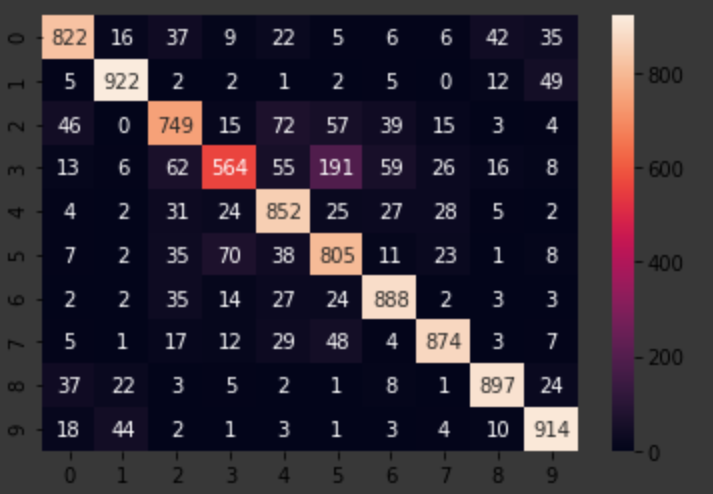 0 822 16 37 9 22 5 6 6 42 35
1 5 922 2 2 1 2 5 0 12 49
2 46 0 749 15 72 57 39 15 3 4
3 13 6 62 564 55 191 59 26 16 8
4 4 2 31 24 852 25 27 28 5 2
5 7 2 35 70 38 805 11 23 1 8
6 2 2 35 14 27 24 888 2 3 3
7 5 1 17 12 29 48 4 874 3 7
8 37 22 3 5 2 1 8 1 897 24
9 18 44 2 1 3 1 3 4 10 914
0 1 2 3 4 5 6 7 8 9
800
600
400
200
0